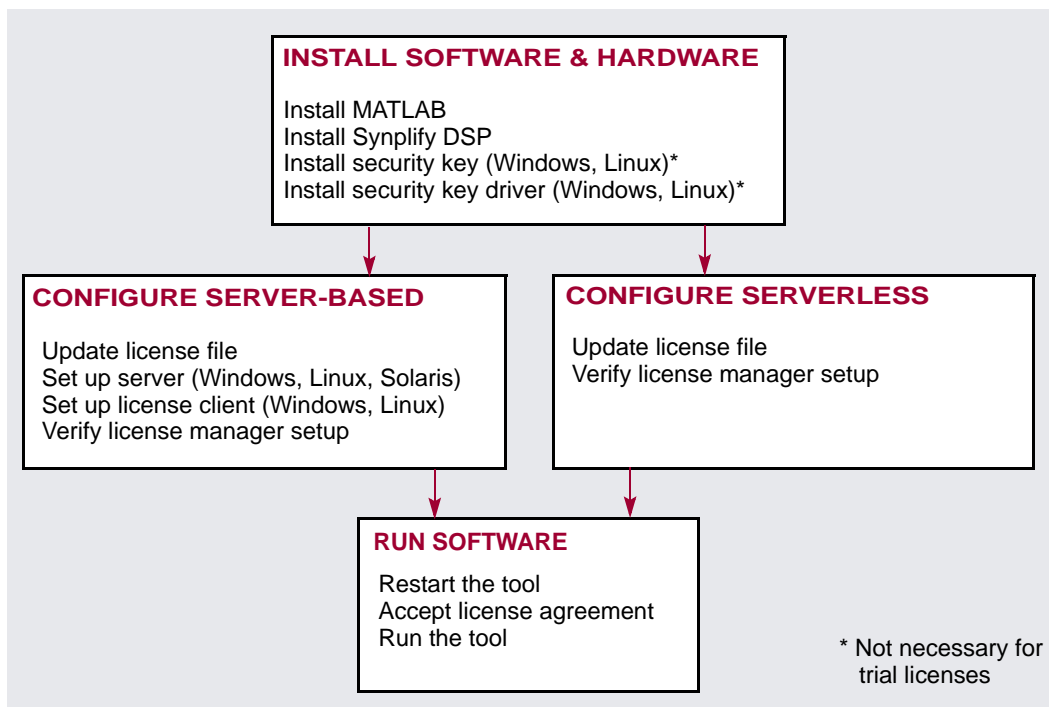 INSTALL SOFTWARE & HARDWARE
Install MATLAB
Install Synplify DSP
Install security key (Windows, Linux)*
Install security key driver (Windows, Linux)*
CONFIGURE SERVER-BASED
Update license file
Set up server (Windows, Linux, Solaris)
Set up license client (Windows, Linux)
Verify license manager setup
CONFIGURE SERVERLESS
Update license file
Verify license manager setup
RUN SOFTWARE
Restart the tool
Accept license agreement
Run the tool
* Not necessary for
trial licenses